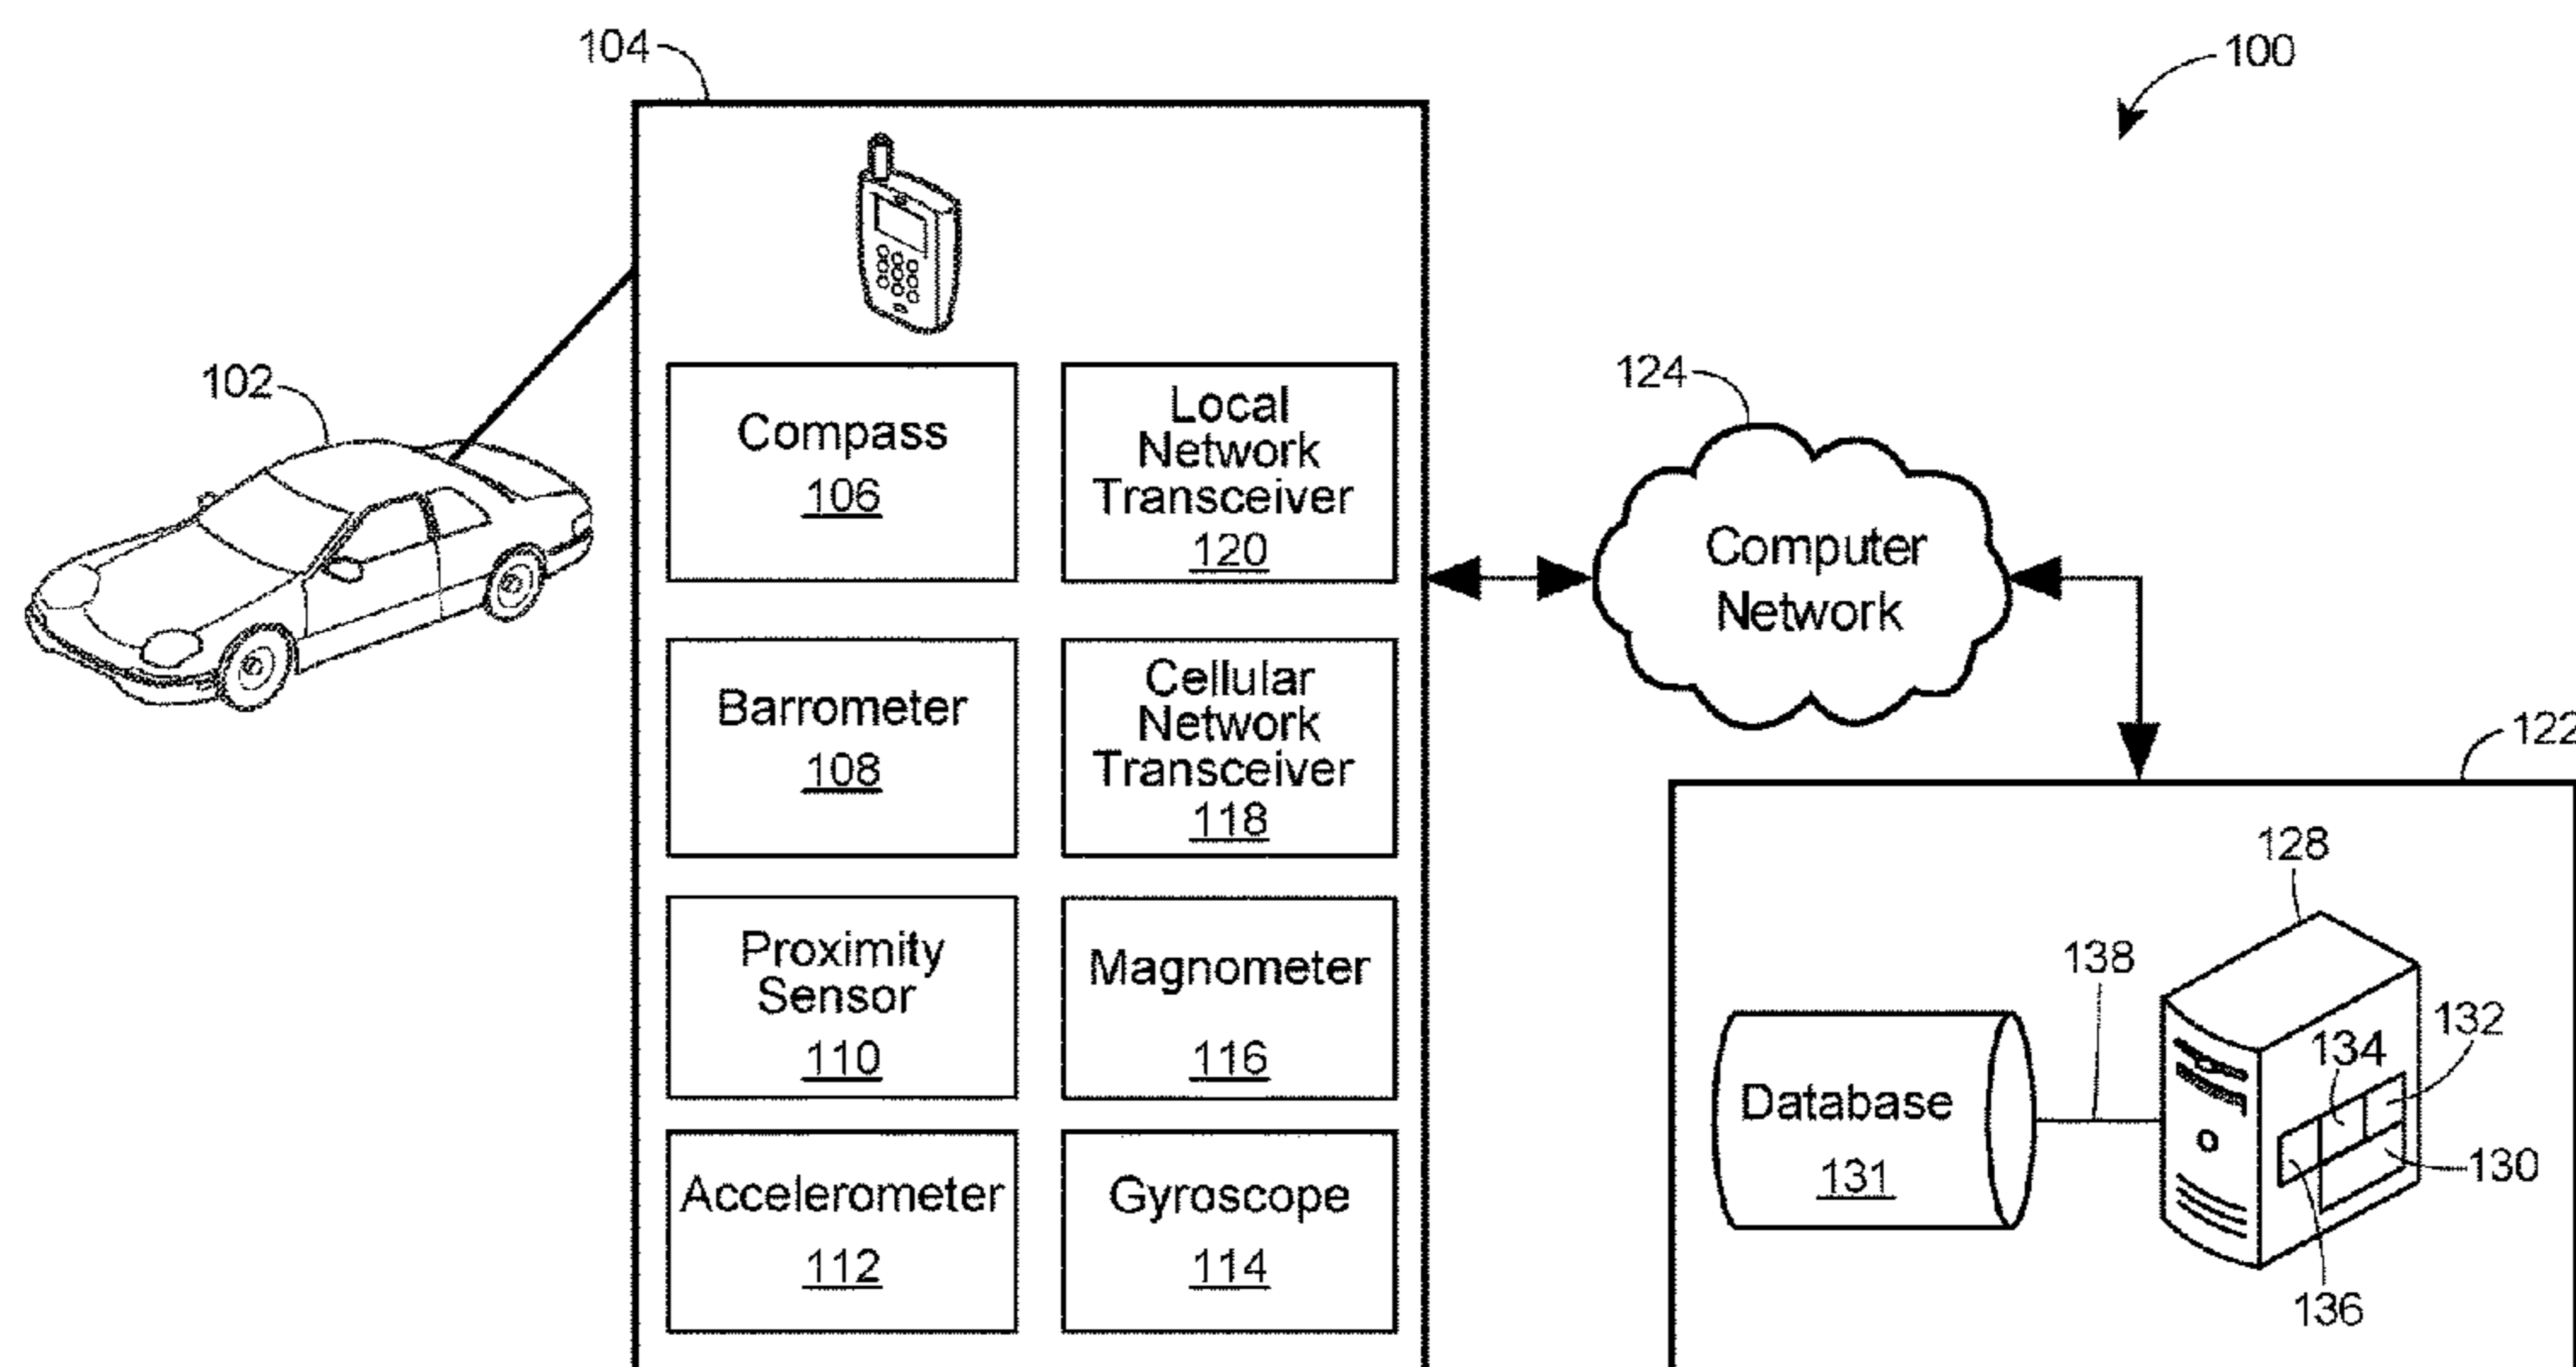 104
100
102
Compass
106
Local
Network
Transceiver
120
124
Computer
Network
Barrometer
108
Cellular
Network
Transceiver
118
122
Proximity
Sensor
110
Magnometer
116
Accelerometer
112
Gyroscope
114
128
138
132
134
Database
131
130
136